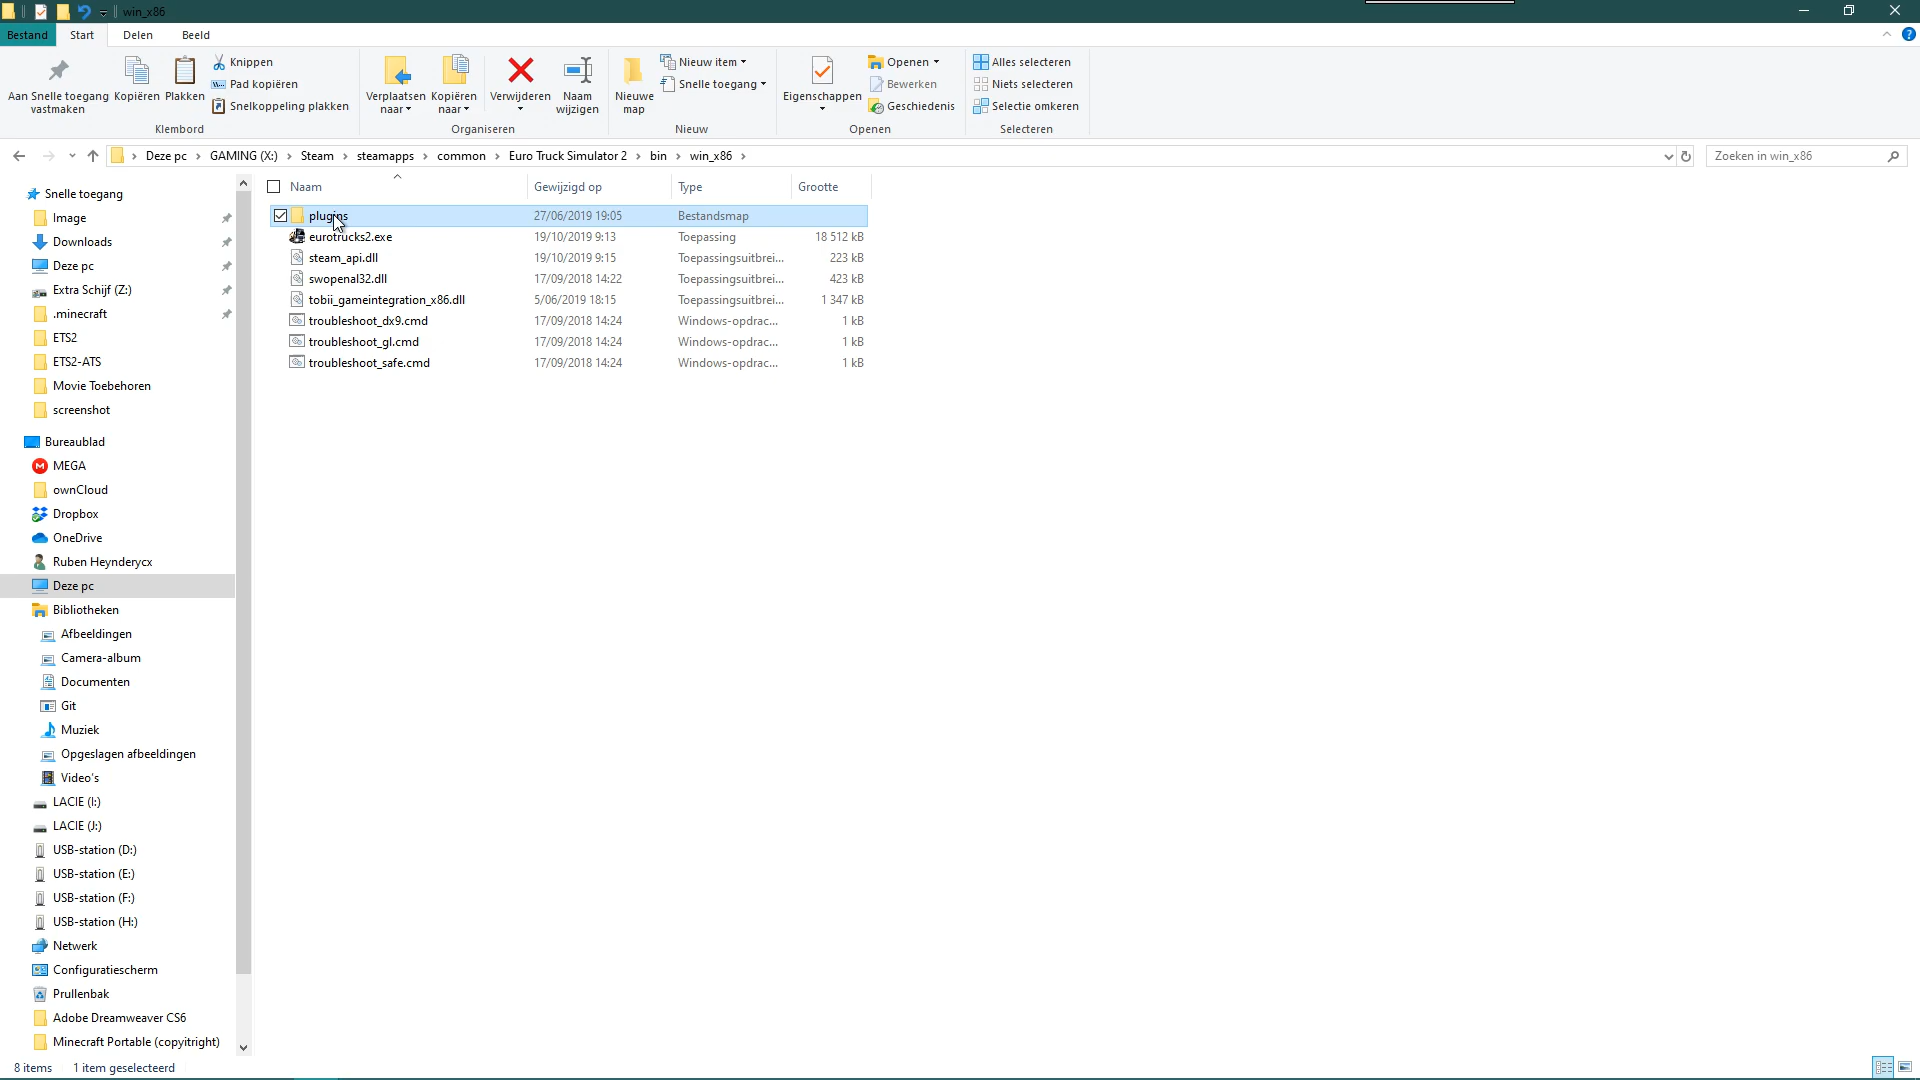 win_x86
Bestand Start Delen Beeld
Aan Snelle toegang vastmaken
Kopiëren
Plakken
Knippen
Pad kopiëren
Snelkoppeling plakken
Klembord
Verplaatsen naar
Kopiëren naar
Verwijderen
Naam wijzigen
Organiseren
Nieuwe map
Nieuw item
Snelle toegang
Nieuw
Eigenschappen
Openen
Bewerken
Geschiedenis
Openen
Alles selecteren
Niets selecteren
Selectie omkeren
Selecteren
Deze pc > GAMING (X:) > Steam > steamapps > common > Euro Truck Simulator 2 > bin > win_x86 >
Zoeken in win_x86
Snelle toegang
Image
Downloads
Deze pc
Extra Schijf (Z:)
.minecraft
ETS2
ETS2-ATS
Movie Toebehoren
screenshot
Bureaublad
MEGA
ownCloud
Dropbox
OneDrive
Ruben Heynderycx
Deze pc
Bibliotheken
Afbeeldingen
Camera-album
Documenten
Git
Muziek
Opgeslagen afbeeldingen
Video's
LACIE (I:)
LACIE (J:)
USB-station (D:)
USB-station (E:)
USB-station (F:)
USB-station (H:)
Netwerk
Configuratiescherm
Prullenbak
Adobe Dreamweaver CS6
Minecraft Portable (copyitright)
Naam Gewijzigd op Type Grootte
plugins 27/06/2019 19:05 Bestandsmap
eurotrucks2.exe 19/10/2019 9:13 Toepassing 18 512 kB
steam_api.dll 19/10/2019 9:15 Toepassingsuitbrei... 223 kB
swopenal32.dll 17/09/2018 14:22 Toepassingsuitbrei... 423 kB
tobii_gameintegration_x86.dll 5/06/2019 18:15 Toepassingsuitbrei... 1 347 kB
troubleshoot_dx9.cmd 17/09/2018 14:24 Windows-opdrac... 1 kB
troubleshoot_gl.cmd 17/09/2018 14:24 Windows-opdrac... 1 kB
troubleshoot_safe.cmd 17/09/2018 14:24 Windows-opdrac... 1 kB
8 items 1 item geselecteerd